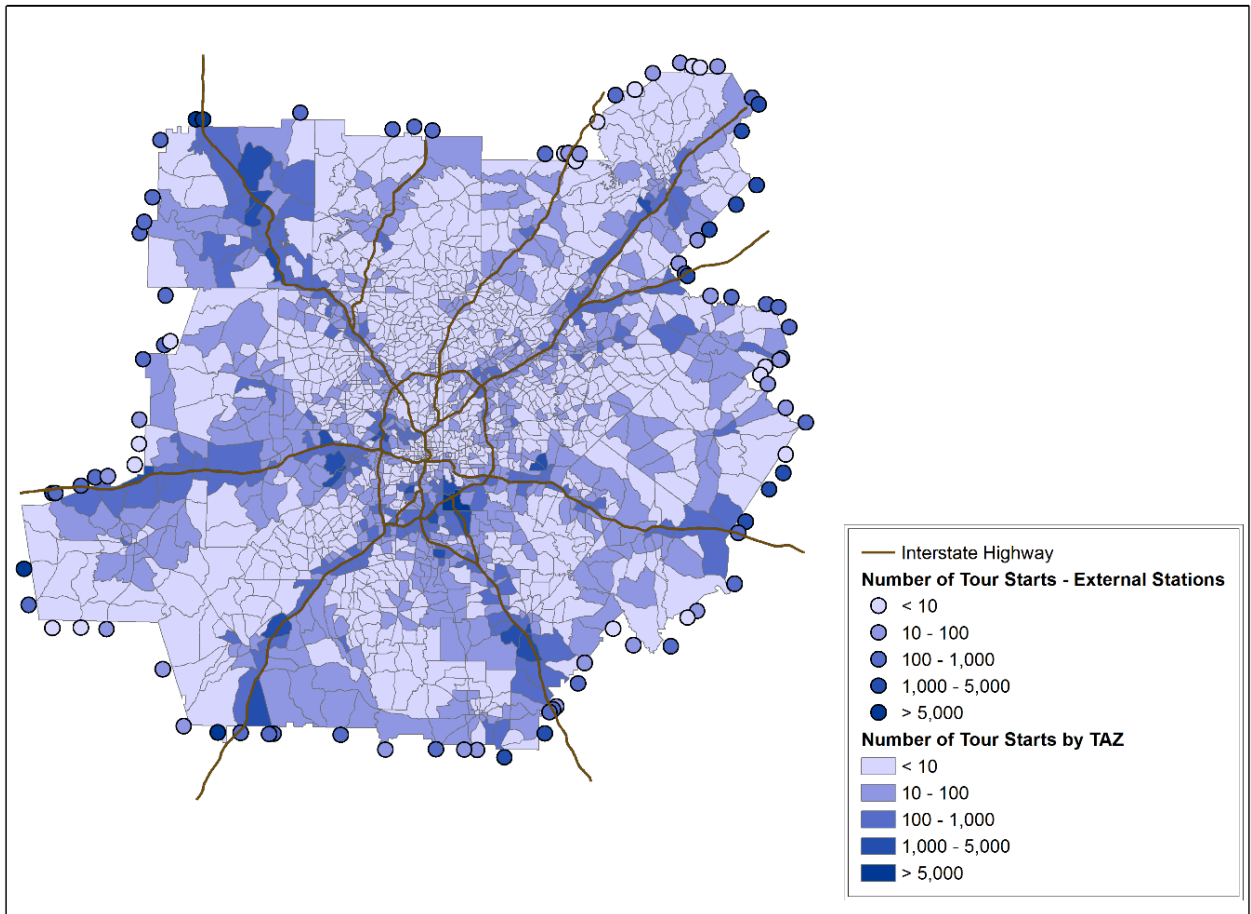 Interstate Highway
Number of Tour Starts - External Stations
< 10
10 - 100
100 - 1,000
1,000 - 5,000
> 5,000
Number of Tour Starts by TAZ
< 10
10 - 100
100 - 1,000
1,000 - 5,000
> 5,000